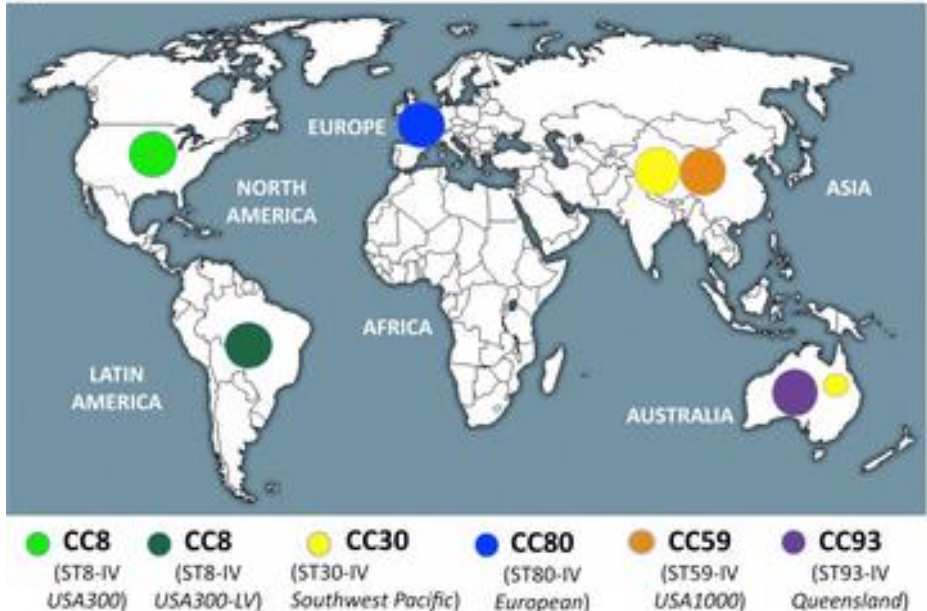 EUROPE
NORTH
AMERICA
ASIA
AFRICA
LATIN
AMERICA
AUSTRALIA
CC8 CC8 CC30 CC80 CC59 CC93
(ST8-IV (ST8-IV (ST30-IV (ST80-IV (ST59-IV (ST93-IV
USA300) USA300-LV) Southwest Pacific) European) USA1000) Queensland)